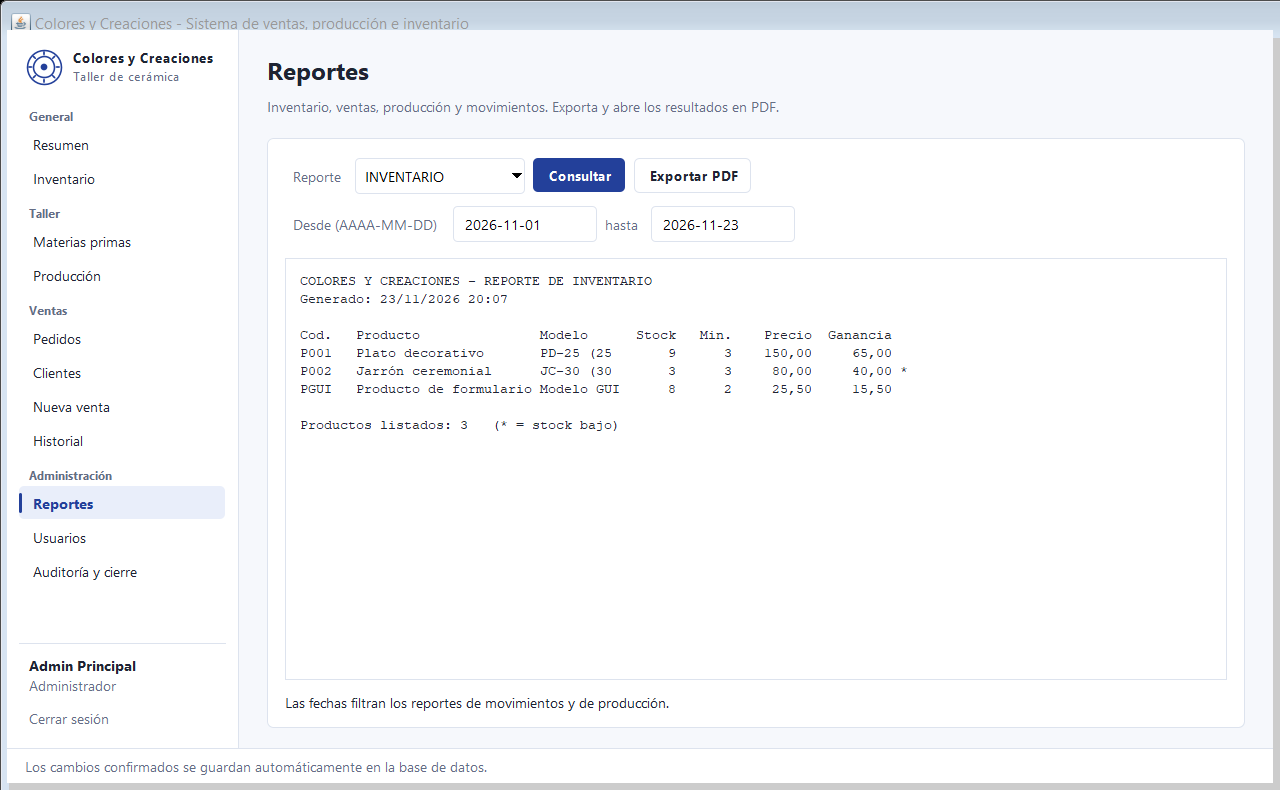 Colores y Creaciones - Sistema de ventas, producción e inventario
Colores y Creaciones
Taller de cerámica
General
Resumen
Inventario
Taller
Materias primas
Producción
Ventas
Pedidos
Clientes
Nueva venta
Historial
Administración
Reportes
Usuarios
Auditoría y cierre
Admin Principal
Administrador
Cerrar sesión
Reportes
Inventario, ventas, producción y movimientos. Exporta y abre los resultados en PDF.
Reporte INVENTARIO Consultar Exportar PDF
Desde (AAAA-MM-DD) 2026-11-01 hasta 2026-11-23
COLORES Y CREACIONES - REPORTE DE INVENTARIO
Generado: 23/11/2026 20:07
Cod. Producto Modelo Stock Min. Precio Ganancia
P001 Plato decorativo PD-25 (25 9 3 150,00 65,00
P002 Jarrón ceremonial JC-30 (30 3 3 80,00 40,00 *
PGUI Producto de formulario Modelo GUI 8 2 25,50 15,50
Productos listados: 3 (* = stock bajo)
Las fechas filtran los reportes de movimientos y de producción.
Los cambios confirmados se guardan automáticamente en la base de datos.